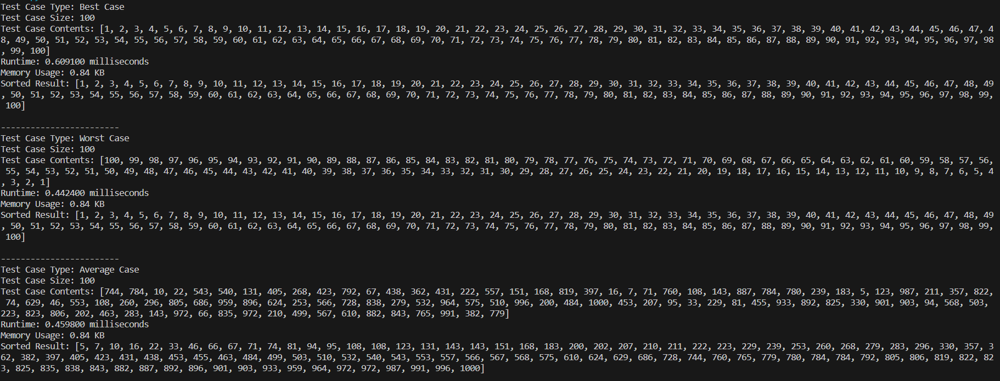 Test Case Type: Best Case
Test Case Size: 100
Test Case Contents: [1, 2, 3, 4, 5, 6, 7, 8, 9, 10, 11, 12, 13, 14, 15, 16, 17, 18, 19, 20, 21, 22, 23, 24, 25, 26, 27, 28, 29, 30, 31, 32, 33, 34, 35, 36, 37, 38, 39, 40, 41, 42, 43, 44, 45, 46, 47, 4
8, 49, 50, 51, 52, 53, 54, 55, 56, 57, 58, 59, 60, 61, 62, 63, 64, 65, 66, 67, 68, 69, 70, 71, 72, 73, 74, 75, 76, 77, 78, 79, 80, 81, 82, 83, 84, 85, 86, 87, 88, 89, 90, 91, 92, 93, 94, 95, 96, 97, 98
, 99, 100]
Runtime: 0.609100 milliseconds
Memory Usage: 0.84 KB
Sorted Result: [1, 2, 3, 4, 5, 6, 7, 8, 9, 10, 11, 12, 13, 14, 15, 16, 17, 18, 19, 20, 21, 22, 23, 24, 25, 26, 27, 28, 29, 30, 31, 32, 33, 34, 35, 36, 37, 38, 39, 40, 41, 42, 43, 44, 45, 46, 47, 48, 49
, 50, 51, 52, 53, 54, 55, 56, 57, 58, 59, 60, 61, 62, 63, 64, 65, 66, 67, 68, 69, 70, 71, 72, 73, 74, 75, 76, 77, 78, 79, 80, 81, 82, 83, 84, 85, 86, 87, 88, 89, 90, 91, 92, 93, 94, 95, 96, 97, 98, 99,
100]
------------------------
Test Case Type: Worst Case
Test Case Size: 100
Test Case Contents: [100, 99, 98, 97, 96, 95, 94, 93, 92, 91, 90, 89, 88, 87, 86, 85, 84, 83, 82, 81, 80, 79, 78, 77, 76, 75, 74, 73, 72, 71, 70, 69, 68, 67, 66, 65, 64, 63, 62, 61, 60, 59, 58, 57, 56,
55, 54, 53, 52, 51, 50, 49, 48, 47, 46, 45, 44, 43, 42, 41, 40, 39, 38, 37, 36, 35, 34, 33, 32, 31, 30, 29, 28, 27, 26, 25, 24, 23, 22, 21, 20, 19, 18, 17, 16, 15, 14, 13, 12, 11, 10, 9, 8, 7, 6, 5, 4
, 3, 2, 1]
Runtime: 0.442400 milliseconds
Memory Usage: 0.84 KB
Sorted Result: [1, 2, 3, 4, 5, 6, 7, 8, 9, 10, 11, 12, 13, 14, 15, 16, 17, 18, 19, 20, 21, 22, 23, 24, 25, 26, 27, 28, 29, 30, 31, 32, 33, 34, 35, 36, 37, 38, 39, 40, 41, 42, 43, 44, 45, 46, 47, 48, 49
, 50, 51, 52, 53, 54, 55, 56, 57, 58, 59, 60, 61, 62, 63, 64, 65, 66, 67, 68, 69, 70, 71, 72, 73, 74, 75, 76, 77, 78, 79, 80, 81, 82, 83, 84, 85, 86, 87, 88, 89, 90, 91, 92, 93, 94, 95, 96, 97, 98, 99,
100]
------------------------
Test Case Type: Average Case
Test Case Size: 100
Test Case Contents: [744, 784, 10, 22, 543, 540, 131, 405, 268, 423, 792, 67, 438, 362, 431, 222, 557, 151, 168, 819, 397, 16, 7, 71, 760, 108, 143, 887, 784, 780, 239, 183, 5, 123, 987, 211, 357, 822,
74, 629, 46, 553, 108, 260, 296, 805, 686, 959, 896, 624, 253, 566, 728, 838, 279, 532, 964, 575, 510, 996, 200, 484, 1000, 453, 207, 95, 33, 229, 81, 455, 933, 892, 825, 330, 901, 903, 94, 568, 503,
223, 823, 806, 202, 463, 283, 143, 972, 66, 835, 972, 210, 499, 567, 610, 882, 843, 765, 991, 382, 779]
Runtime: 0.459800 milliseconds
Memory Usage: 0.84 KB
Sorted Result: [5, 7, 10, 16, 22, 33, 46, 66, 67, 71, 74, 81, 94, 95, 108, 108, 123, 131, 143, 143, 151, 168, 183, 200, 202, 207, 210, 211, 222, 223, 229, 239, 253, 260, 268, 279, 283, 296, 330, 357, 3
62, 382, 397, 405, 423, 431, 438, 453, 455, 463, 484, 499, 503, 510, 532, 540, 543, 553, 557, 566, 567, 568, 575, 610, 624, 629, 686, 728, 744, 760, 765, 779, 780, 784, 784, 792, 805, 806, 819, 822, 82
3, 825, 835, 838, 843, 882, 887, 892, 896, 901, 903, 933, 959, 964, 972, 972, 987, 991, 996, 1000]